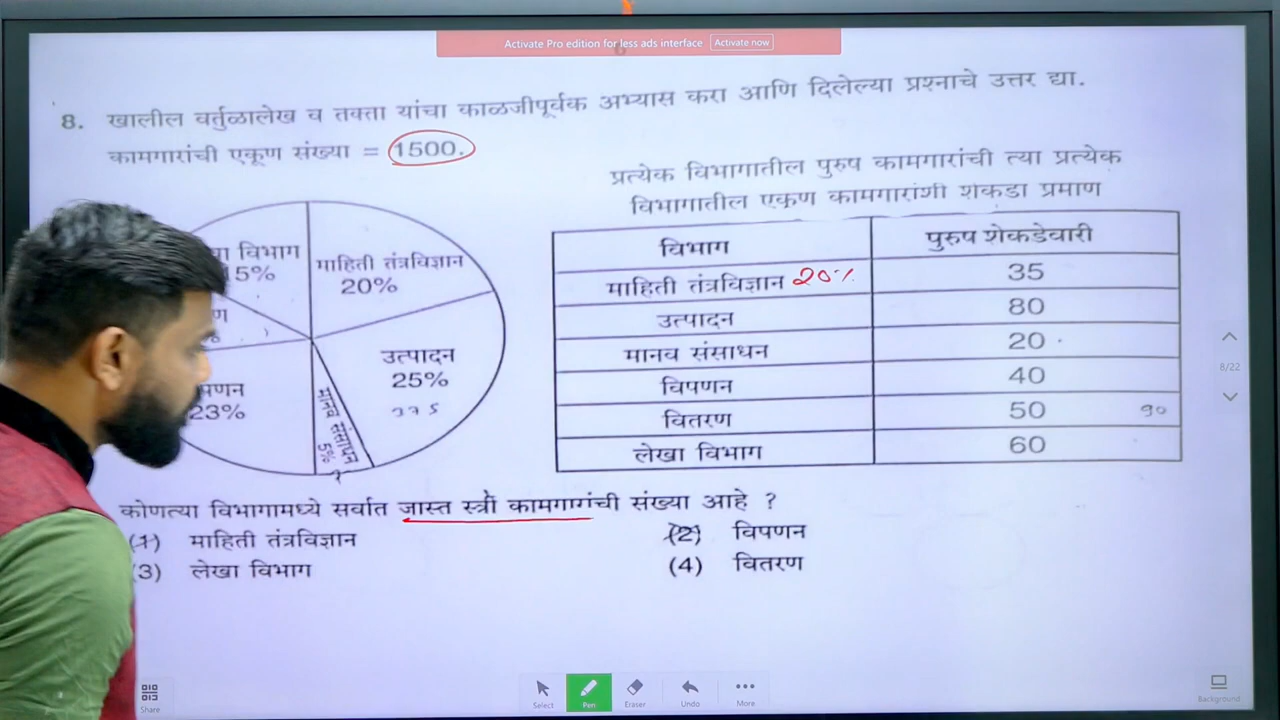 Activate Pro edition for less ads interface Activate now
8. खालील वर्तुळालेख व तक्ता यांचा काळजीपूर्वक अभ्यास करा आणि दिलेल्या प्रश्नाचे उत्तर द्या.
कामगारांची एकूण संख्या = 1500.
विभाग
15%
माहिती तंत्रविज्ञान
20%
उत्पादन
25%
मानव संसाधन
5%
23%
प्रत्येक विभागातील पुरुष कामगारांची त्या प्रत्येक
विभागातील एकूण कामगारांशी शेकडा प्रमाण
विभाग पुरुष शेकडेवारी
माहिती तंत्रविज्ञान 20% 35
उत्पादन 80
मानव संसाधन 20
विपणन 40
वितरण 50 90
लेखा विभाग 60
8/22
कोणत्या विभागामध्ये सर्वात जास्त स्त्री कामगारांची संख्या आहे ?
(1) माहिती तंत्रविज्ञान (2) विपणन
3) लेखा विभाग (4) वितरण
Share Select Pen Eraser Undo More Background